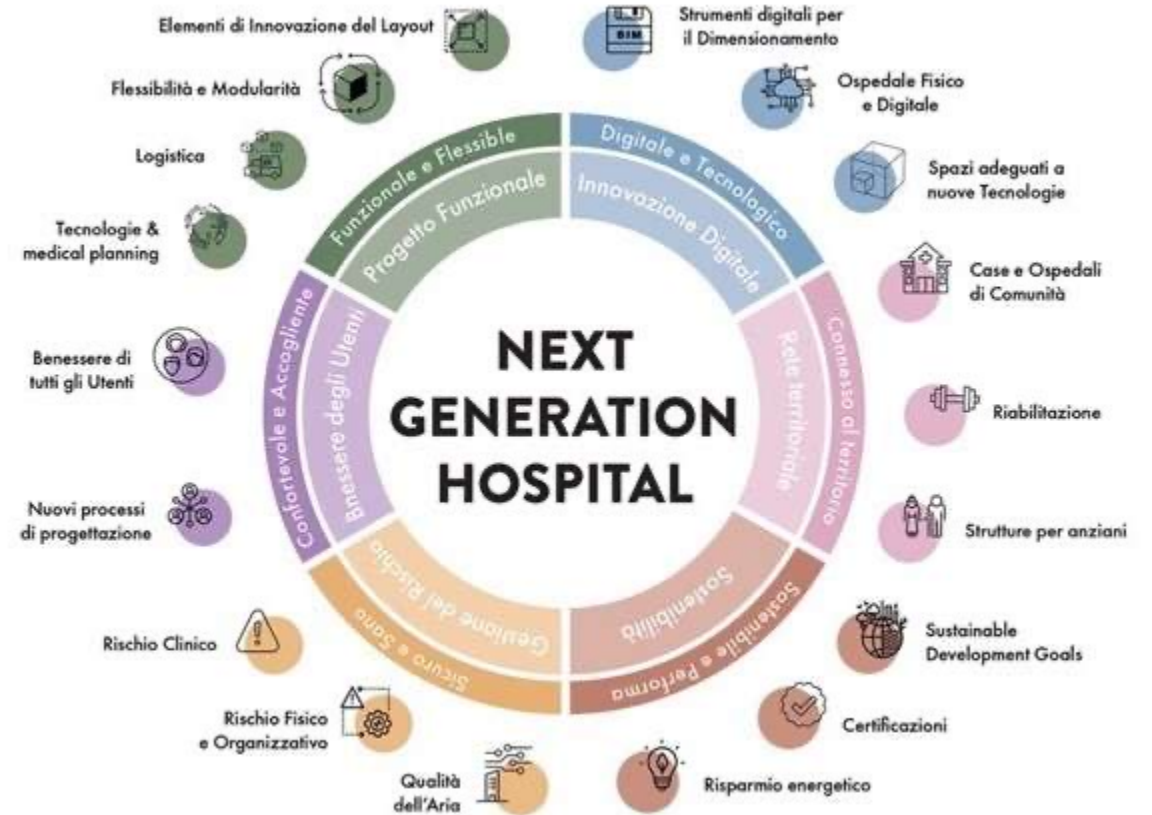 Elementi di Innovazione del Layout
Strumenti digitali per
il Dimensionamento
BIM
Flessibilità e Modularità
Ospedale Fisico
e Digitale
Logistica
Spazi adeguati a
nuove Tecnologie
Tecnologie &
medical planning
Case e Ospedali
di Comunità
Benessere di
tutti gli Utenti
Riabilitazione
Nuovi processi
di progettazione
Strutture per anziani
Rischio Clinico
Sustainable
Development Goals
Rischio Fisico
e Organizzativo
Certificazioni
Qualità
dell'Aria
Risparmio energetico
Funzionale e Flessible
Progetto Funzionale
Digitale e Tecnologico
Innovazione Digitale
Connesso al territorio
Rete territoriale
Sostenibile e Performa
Sostenibilità
Sicuro e Sano
Gestione del Rischio
Confortevale e Accogliente
Bnessere degli Utenti
NEXT
GENERATION
HOSPITAL